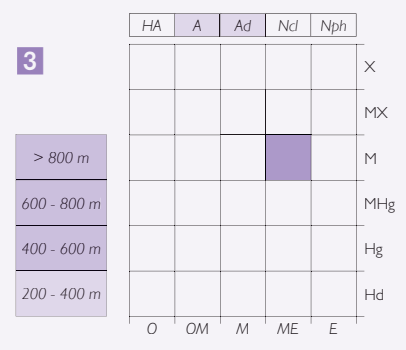 HA A Ad Ncl Nph
3
X
MX
> 800 m M
600 - 800 m MHg
400 - 600 m Hg
200 - 400 m Hd
O OM M ME E